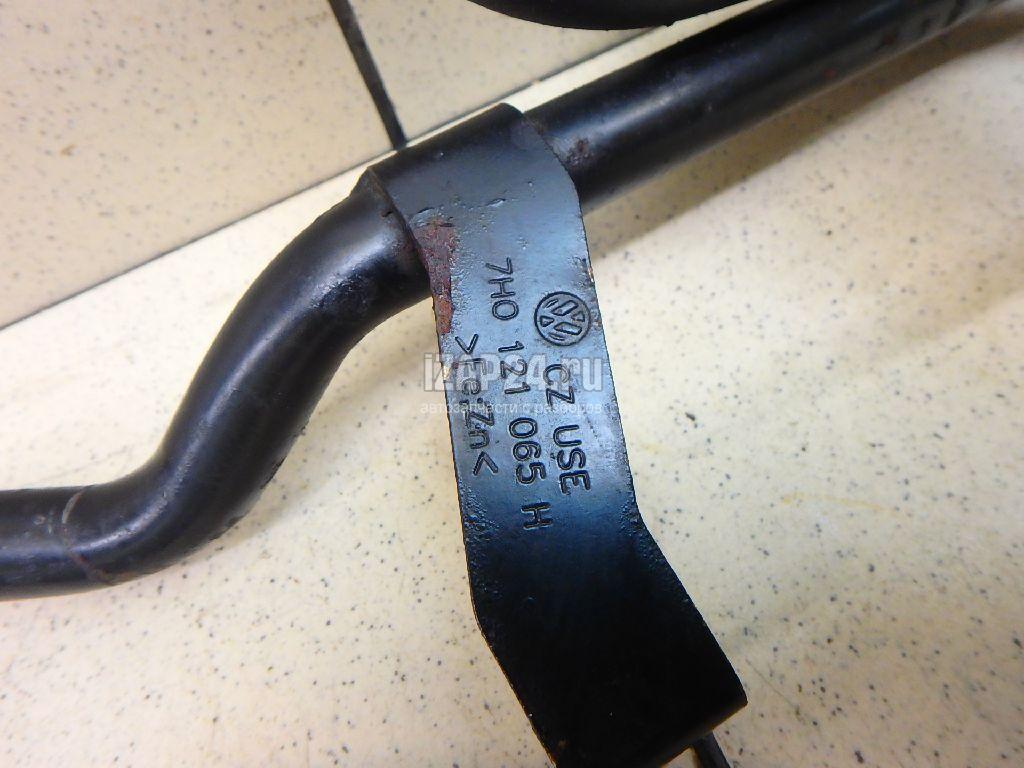 CZ USE
7H0 121 065 H
>Fe:Zn<
iZAP24.ru
автозапчасти с разборов